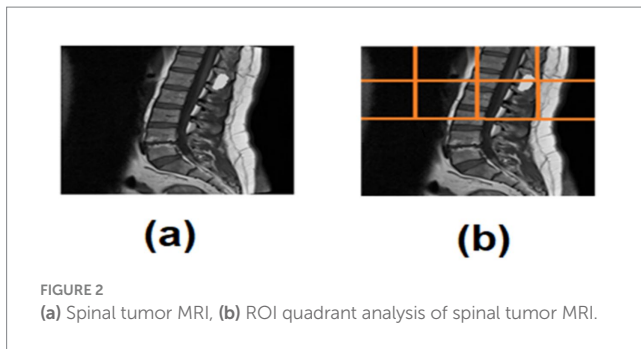 (a) (b)
FIGURE 2
(a) Spinal tumor MRI, (b) ROI quadrant analysis of spinal tumor MRI.